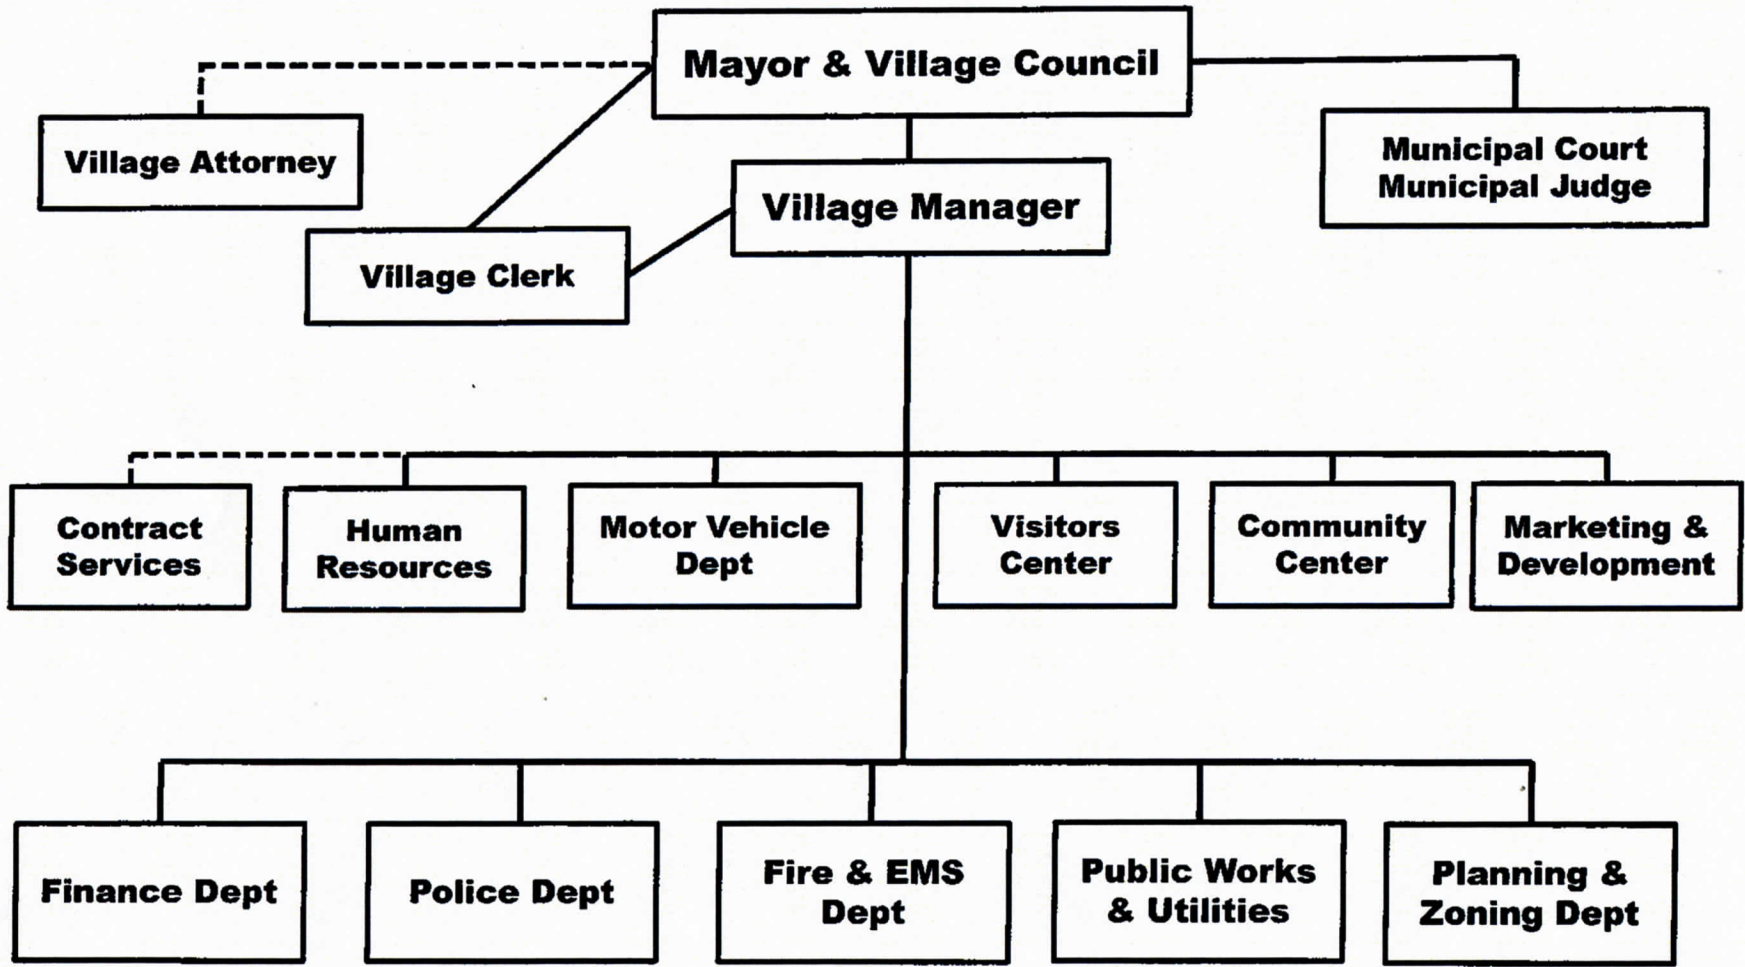 Mayor & Village Council
Village Attorney
Municipal Court
Municipal Judge
Village Manager
Village Clerk
Contract
Services
Human
Resources
Motor Vehicle
Dept
Visitors
Center
Community
Center
Marketing &
Development
Finance Dept
Police Dept
Fire & EMS
Dept
Public Works
& Utilities
Planning &
Zoning Dept